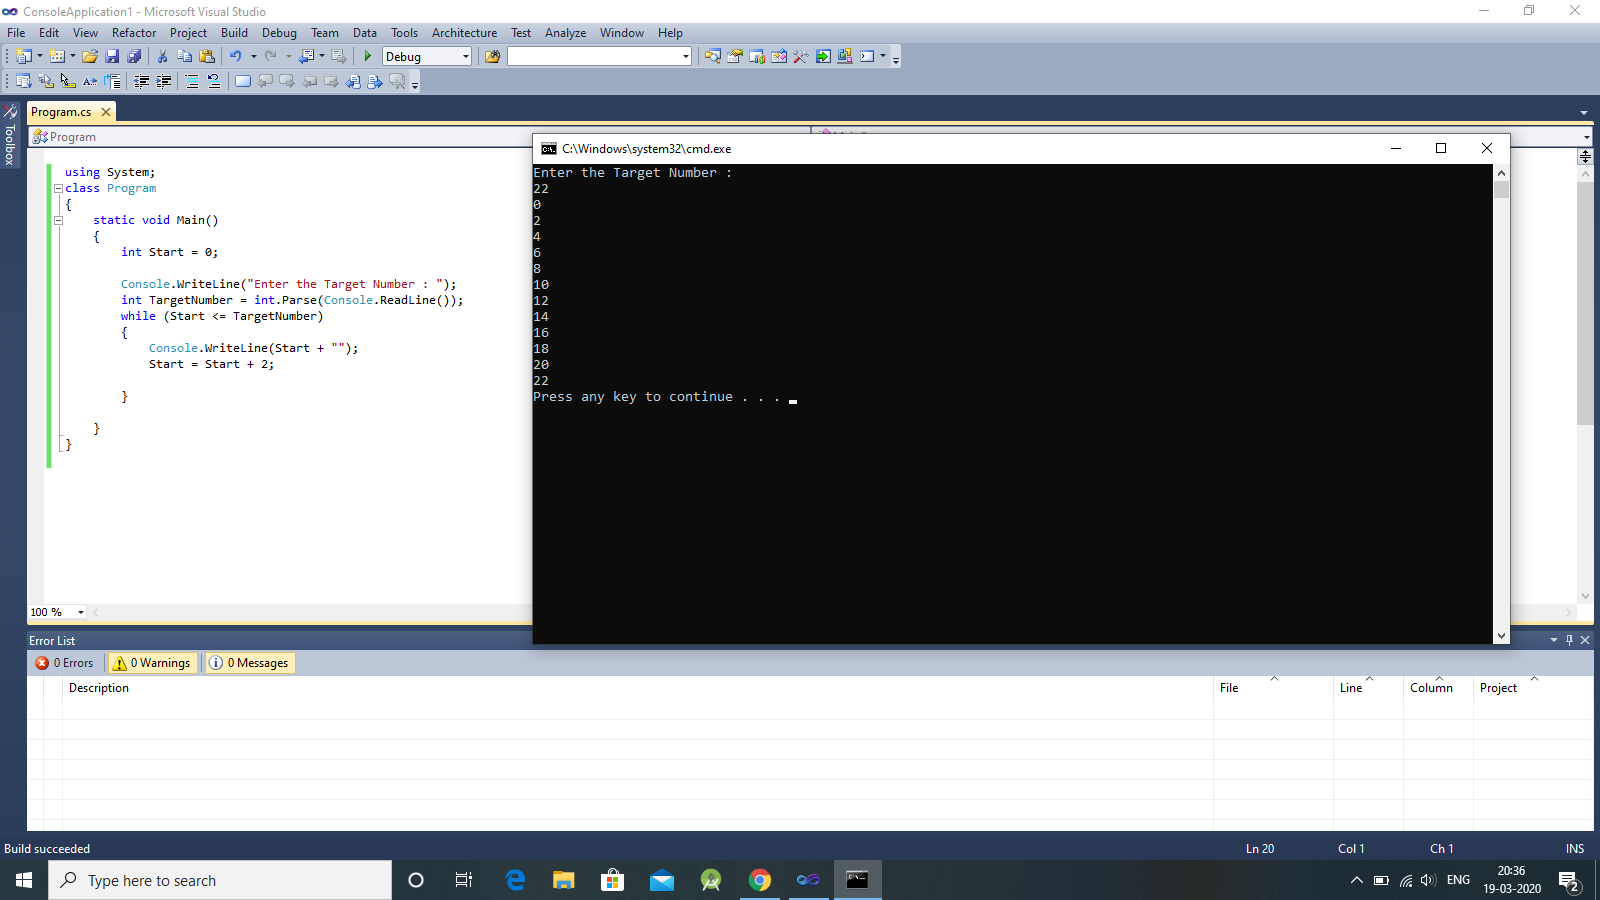 ConsoleApplication1 - Microsoft Visual Studio
File Edit View Refactor Project Build Debug Team Data Tools Architecture Test Analyze Window Help
Debug
Toolbox
Program.cs
Program
using System;
class Program
{
static void Main()
{
int Start = 0;
Console.WriteLine("Enter the Target Number : ");
int TargetNumber = int.Parse(Console.ReadLine());
while (Start <= TargetNumber)
{
Console.WriteLine(Start + "");
Start = Start + 2;
}
}
}
100 %
C:\Windows\system32\cmd.exe
Enter the Target Number :
22
0
2
4
6
8
10
12
14
16
18
20
22
Press any key to continue . . .
Error List
0 Errors 0 Warnings 0 Messages
Description File Line Column Project
Build succeeded Ln 20 Col 1 Ch 1 INS
Type here to search
ENG
20:36
19-03-2020
2